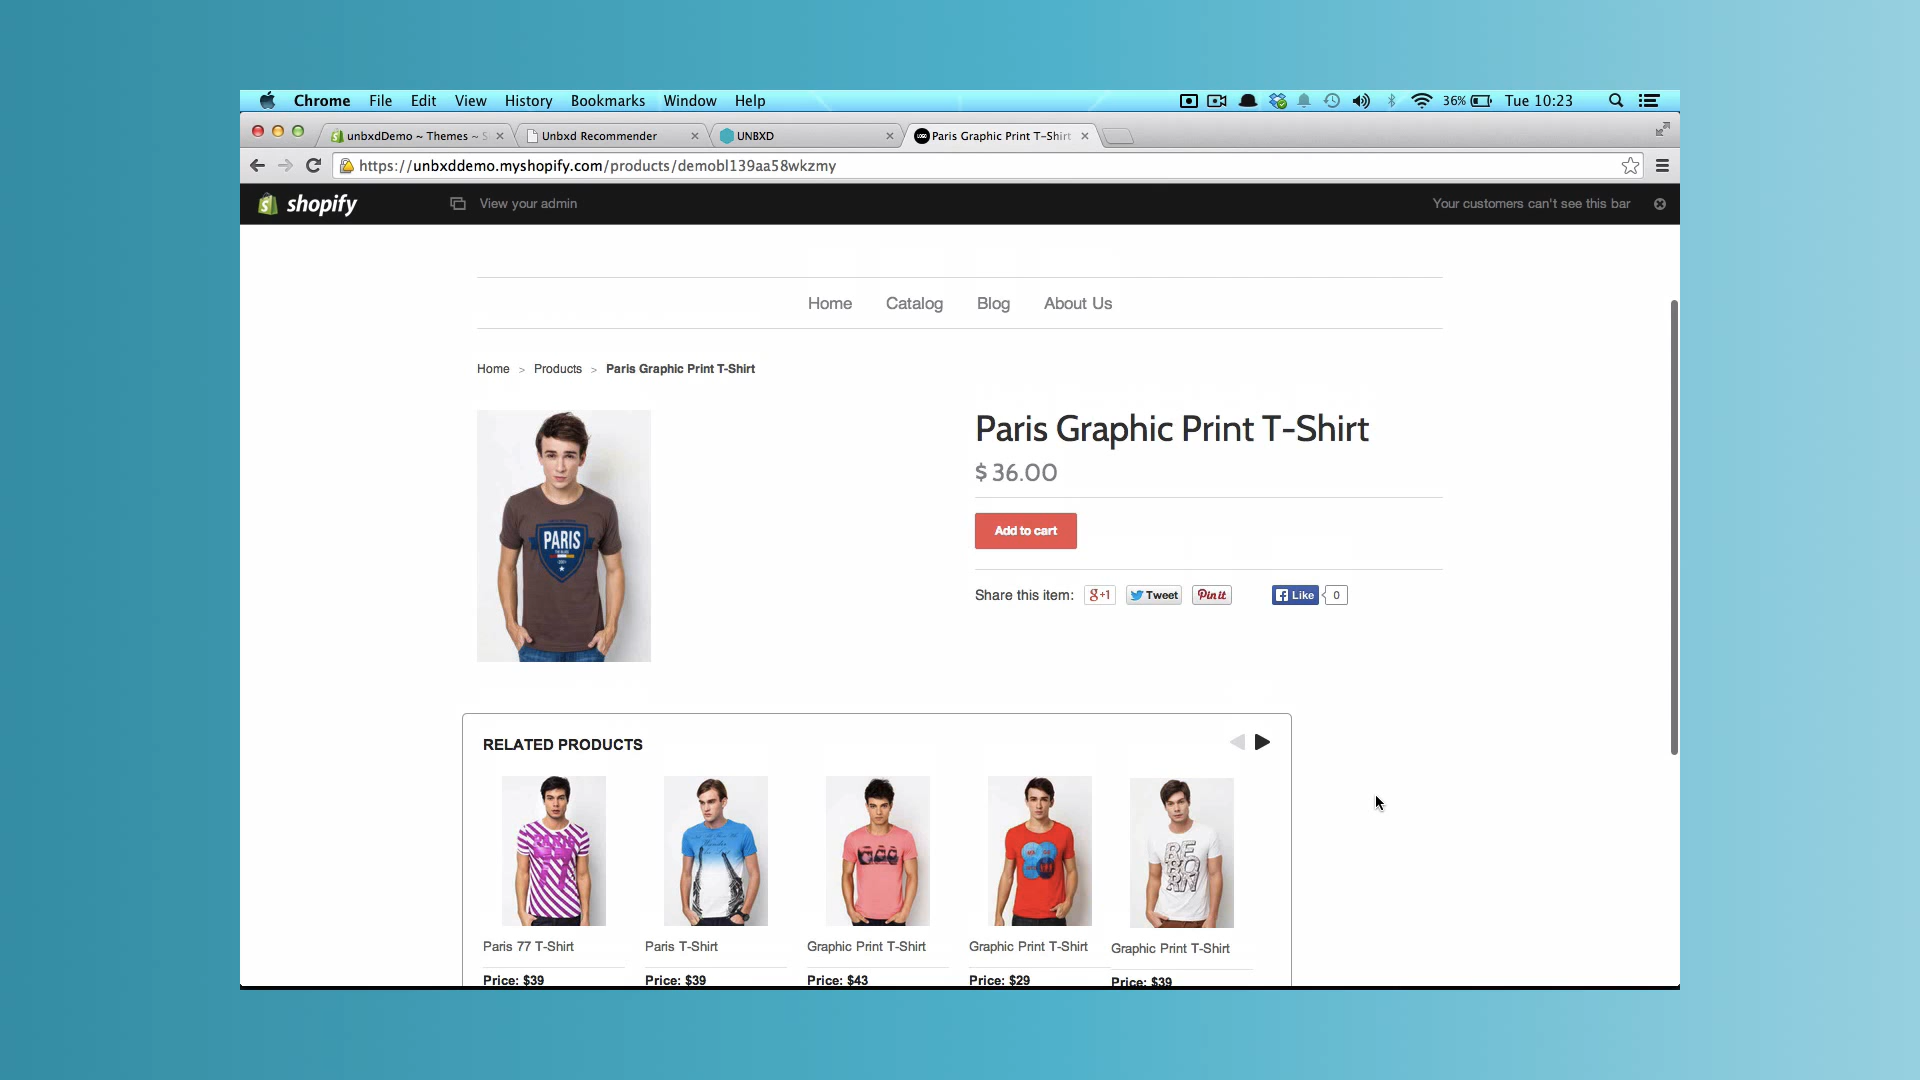 Chrome File Edit View History Bookmarks Window Help 36% Tue 10:23
unbxdDemo ~ Themes ~ S Unbxd Recommender UNBXD Paris Graphic Print T-Shirt
https://unbxddemo.myshopify.com/products/demobl139aa58wkzmy
shopify View your admin Your customers can't see this bar
Home Catalog Blog About Us
Home > Products > Paris Graphic Print T-Shirt
Paris Graphic Print T-Shirt
$ 36.00
Add to cart
PARIS
Share this item: g+1 Tweet Pin it Like 0
RELATED PRODUCTS
RE
BO
RN
Paris 77 T-Shirt Paris T-Shirt Graphic Print T-Shirt Graphic Print T-Shirt Graphic Print T-Shirt
Price: $39 Price: $39 Price: $43 Price: $29 Price: $39